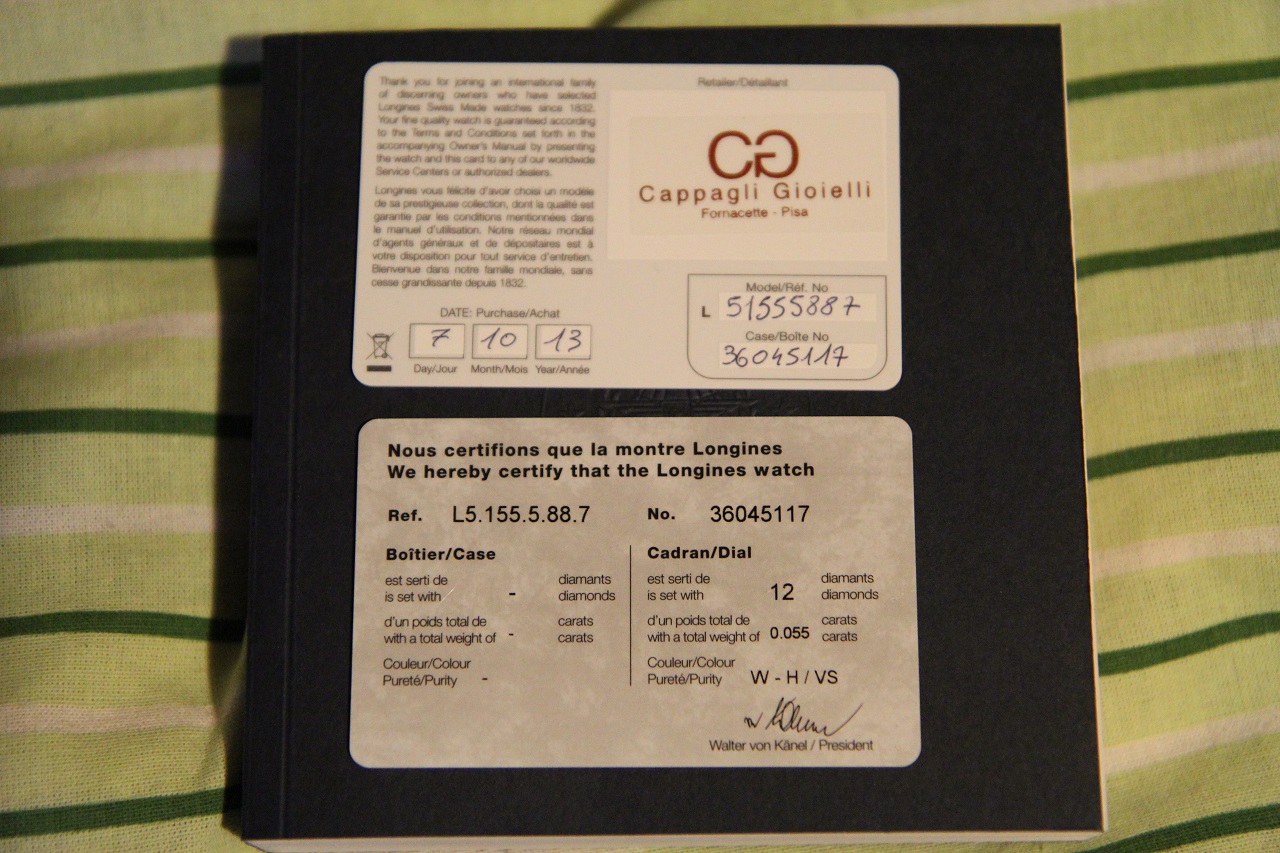 Thank you for joining an international family
of discerning owners who have selected
Longines Swiss Made watches since 1832.
Your fine quality watch is guaranteed according
to the Terms and Conditions set forth in the
accompanying Owner's Manual by presenting
the watch and this card to any of our worldwide
Service Centers or authorized dealers.
Longines vous félicite d'avoir choisi un modèle
de sa prestigieuse collection, dont la qualité est
garantie par les conditions mentionnées dans
le manuel d'utilisation. Notre réseau mondial
d'agents généraux et de dépositaires est à
votre disposition pour tout service d'entretien.
Bienvenue dans notre famille mondiale, sans
cesse grandissante depuis 1832.
DATE: Purchase/Achat
7 10 13
Day/Jour Month/Mois Year/Année
Retailer/Détaillant
CG
Cappagli Gioielli
Fornacette - Pisa
Model/Réf. No
L 51555887
Case/Boîte No
36045117
Nous certifions que la montre Longines
We hereby certify that the Longines watch
Ref. L5.155.5.88.7 No. 36045117
Boîtier/Case
est serti de diamants
is set with - diamonds
d'un poids total de carats
with a total weight of - carats
Couleur/Colour
Pureté/Purity -
Cadran/Dial
est serti de diamants
is set with 12 diamonds
d'un poids total de carats
with a total weight of 0.055 carats
Couleur/Colour
Pureté/Purity W - H / VS
Walter von Känel / President